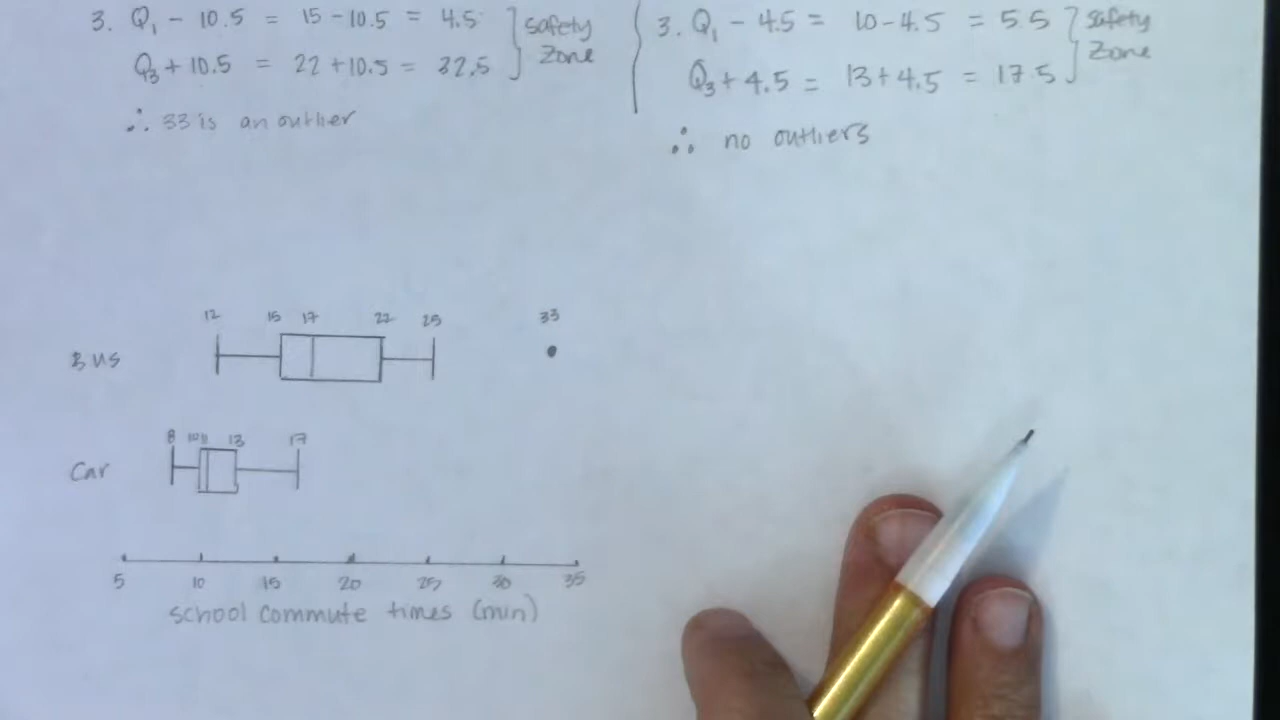 3. Q₁ - 10.5 = 15 - 10.5 = 4.5
Q₃ + 10.5 = 22 + 10.5 = 32.5
Safety
Zone
∴ 33 is an outlier
3. Q₁ - 4.5 = 10 - 4.5 = 5.5
Q₃ + 4.5 = 13 + 4.5 = 17.5
Safety
Zone
∴ no outliers
12 15 17 22 25 33
Bus
8 10 11 13 17
Car
5 10 15 20 25 30 35
school commute times (min)